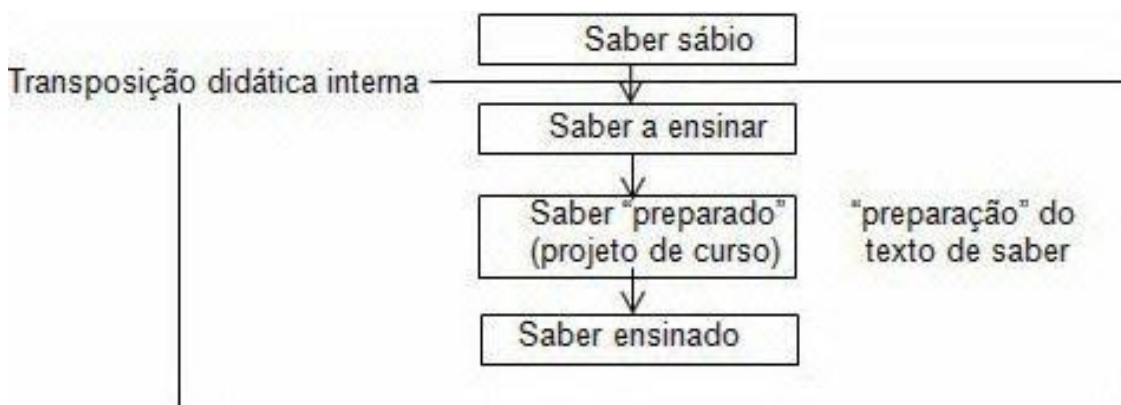 Saber sábio
Transposição didática interna
Saber a ensinar
Saber “preparado”
(projeto de curso)
“preparação” do
texto de saber
Saber ensinado